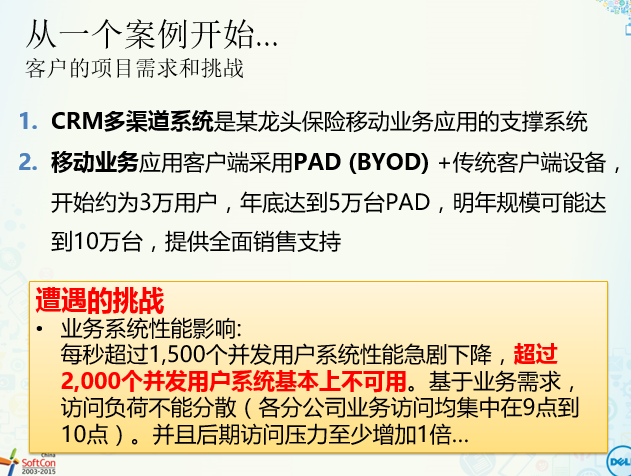 从一个案例开始...
客户的项目需求和挑战
1. CRM多渠道系统是某龙头保险移动业务应用的支撑系统
2. 移动业务应用客户端采用PAD (BYOD) +传统客户端设备，
开始约为3万用户，年底达到5万台PAD，明年规模可能达
到10万台，提供全面销售支持
遭遇的挑战
• 业务系统性能影响:
每秒超过1,500个并发用户系统性能急剧下降，超过
2,000个并发用户系统基本上不可用。基于业务需求，
访问负荷不能分散（各分公司业务访问均集中在9点到
10点）。并且后期访问压力至少增加1倍...
China
SoftCon
2003-2015
DELL